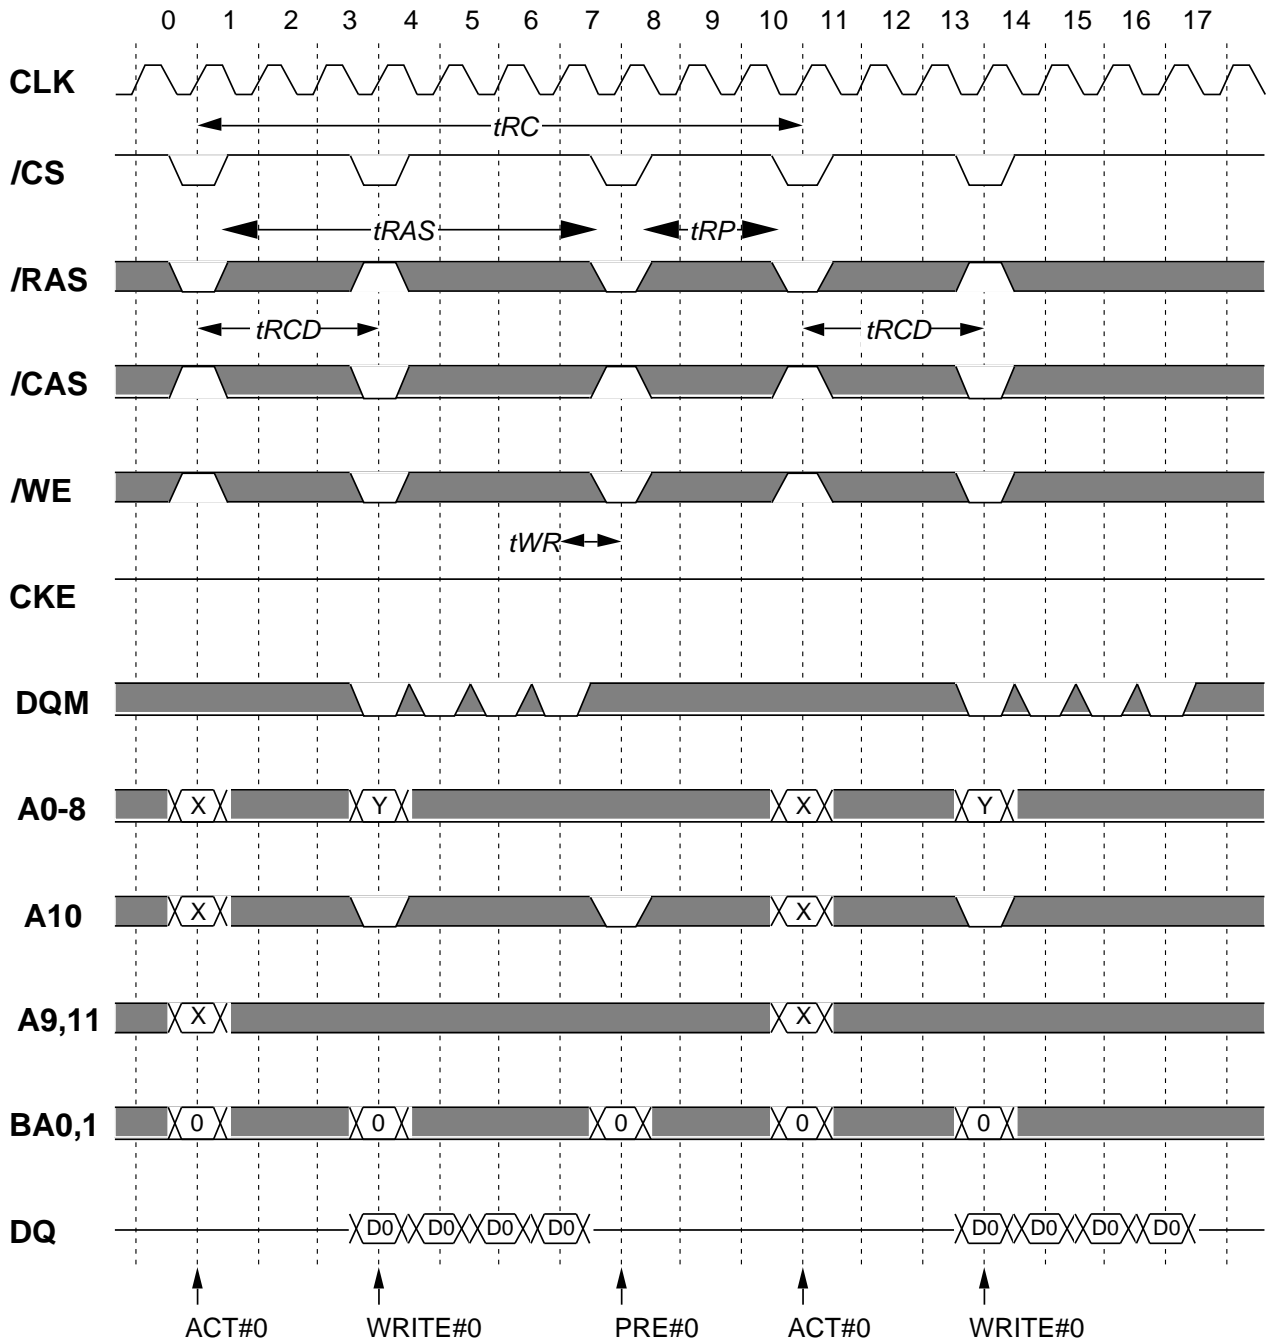 0 1 2 3 4 5 6 7 8 9 10 11 12 13 14 15 16 17
CLK
tRC
/CS
tRAS tRP
/RAS
tRCD tRCD
/CAS
/WE
tWR
CKE
DQM
A0-8 X Y X Y
A10 X X
A9,11 X X
BA0,1 0 0 0 0 0
DQ D0 D0 D0 D0 D0 D0 D0 D0
ACT#0 WRITE#0 PRE#0 ACT#0 WRITE#0